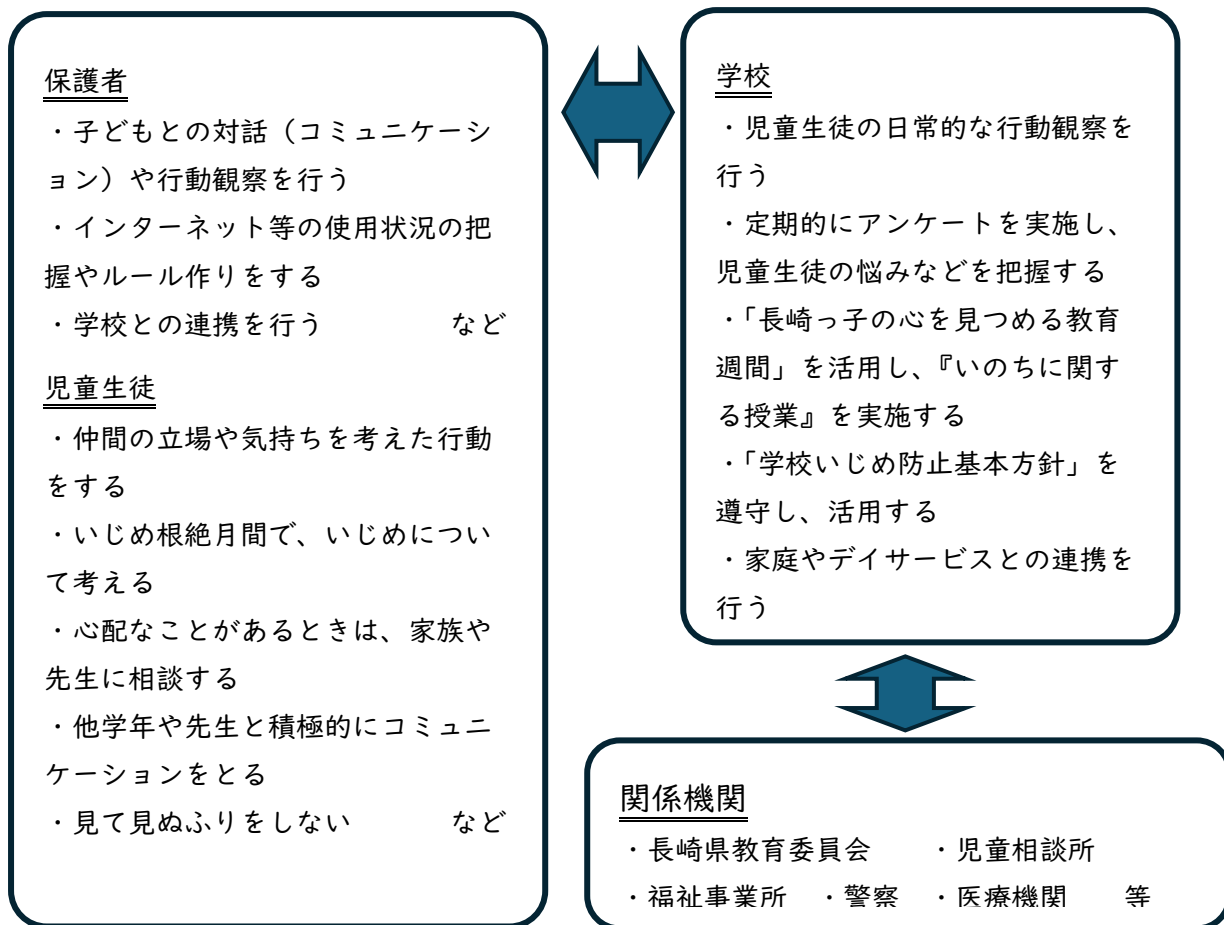 保護者
・子どもとの対話（コミュニケーシ
ョン）や行動観察を行う
・インターネット等の使用状況の把
握やルール作りをする
・学校との連携を行う　　　　　など
児童生徒
・仲間の立場や気持ちを考えた行動
をする
・いじめ根絶月間で、いじめについ
て考える
・心配なことがあるときは、家族や
先生に相談する
・他学年や先生と積極的にコミュニ
ケーションをとる
・見て見ぬふりをしない　　　　など
学校
・児童生徒の日常的な行動観察を
行う
・定期的にアンケートを実施し、
児童生徒の悩みなどを把握する
・「長崎っ子の心を見つめる教育
週間」を活用し、『いのちに関す
る授業』を実施する
・「学校いじめ防止基本方針」を
遵守し、活用する
・家庭やデイサービスとの連携を
行う
関係機関
・長崎県教育委員会　　・児童相談所
・福祉事業所　・警察　・医療機関　　等